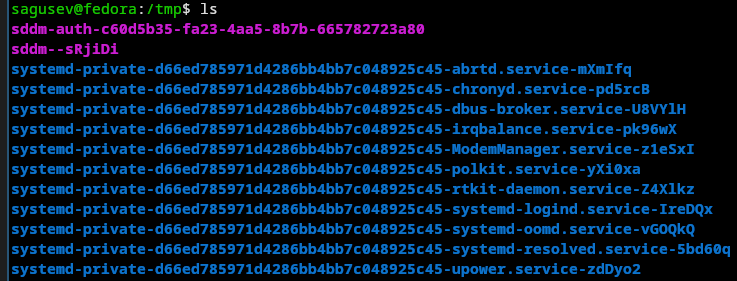 sagusev@fedora:/tmp$ ls
sddm-auth-c60d5b35-fa23-4aa5-8b7b-665782723a80
sddm--sRjiDi
systemd-private-d66ed785971d4286bb4bb7c048925c45-abrtd.service-mXmIfq
systemd-private-d66ed785971d4286bb4bb7c048925c45-chronyd.service-pdSrcB
systemd-private-d66ed785971d4286bb4bb7c048925c45-dbus-broker.service-U8VYlH
systemd-private-d66ed785971d4286bb4bb7c048925c45-irqbalance.service-pk96wX
systemd-private-d66ed785971d4286bb4bb7c048925c45-ModemManager.service-z1eSxI
systemd-private-d66ed785971d4286bb4bb7c048925c45-polkit.service-yXi0xa
systemd-private-d66ed785971d4286bb4bb7c048925c45-rtkit-daemon.service-Z4Xlkz
systemd-private-d66ed785971d4286bb4bb7c048925c45-systemd-logind.service-IreDQx
systemd-private-d66ed785971d4286bb4bb7c048925c45-systemd-oomd.service-vGOQkQ
systemd-private-d66ed785971d4286bb4bb7c048925c45-systemd-resolved.service-5bd60q
systemd-private-d66ed785971d4286bb4bb7c048925c45-upower.service-zdDyo2